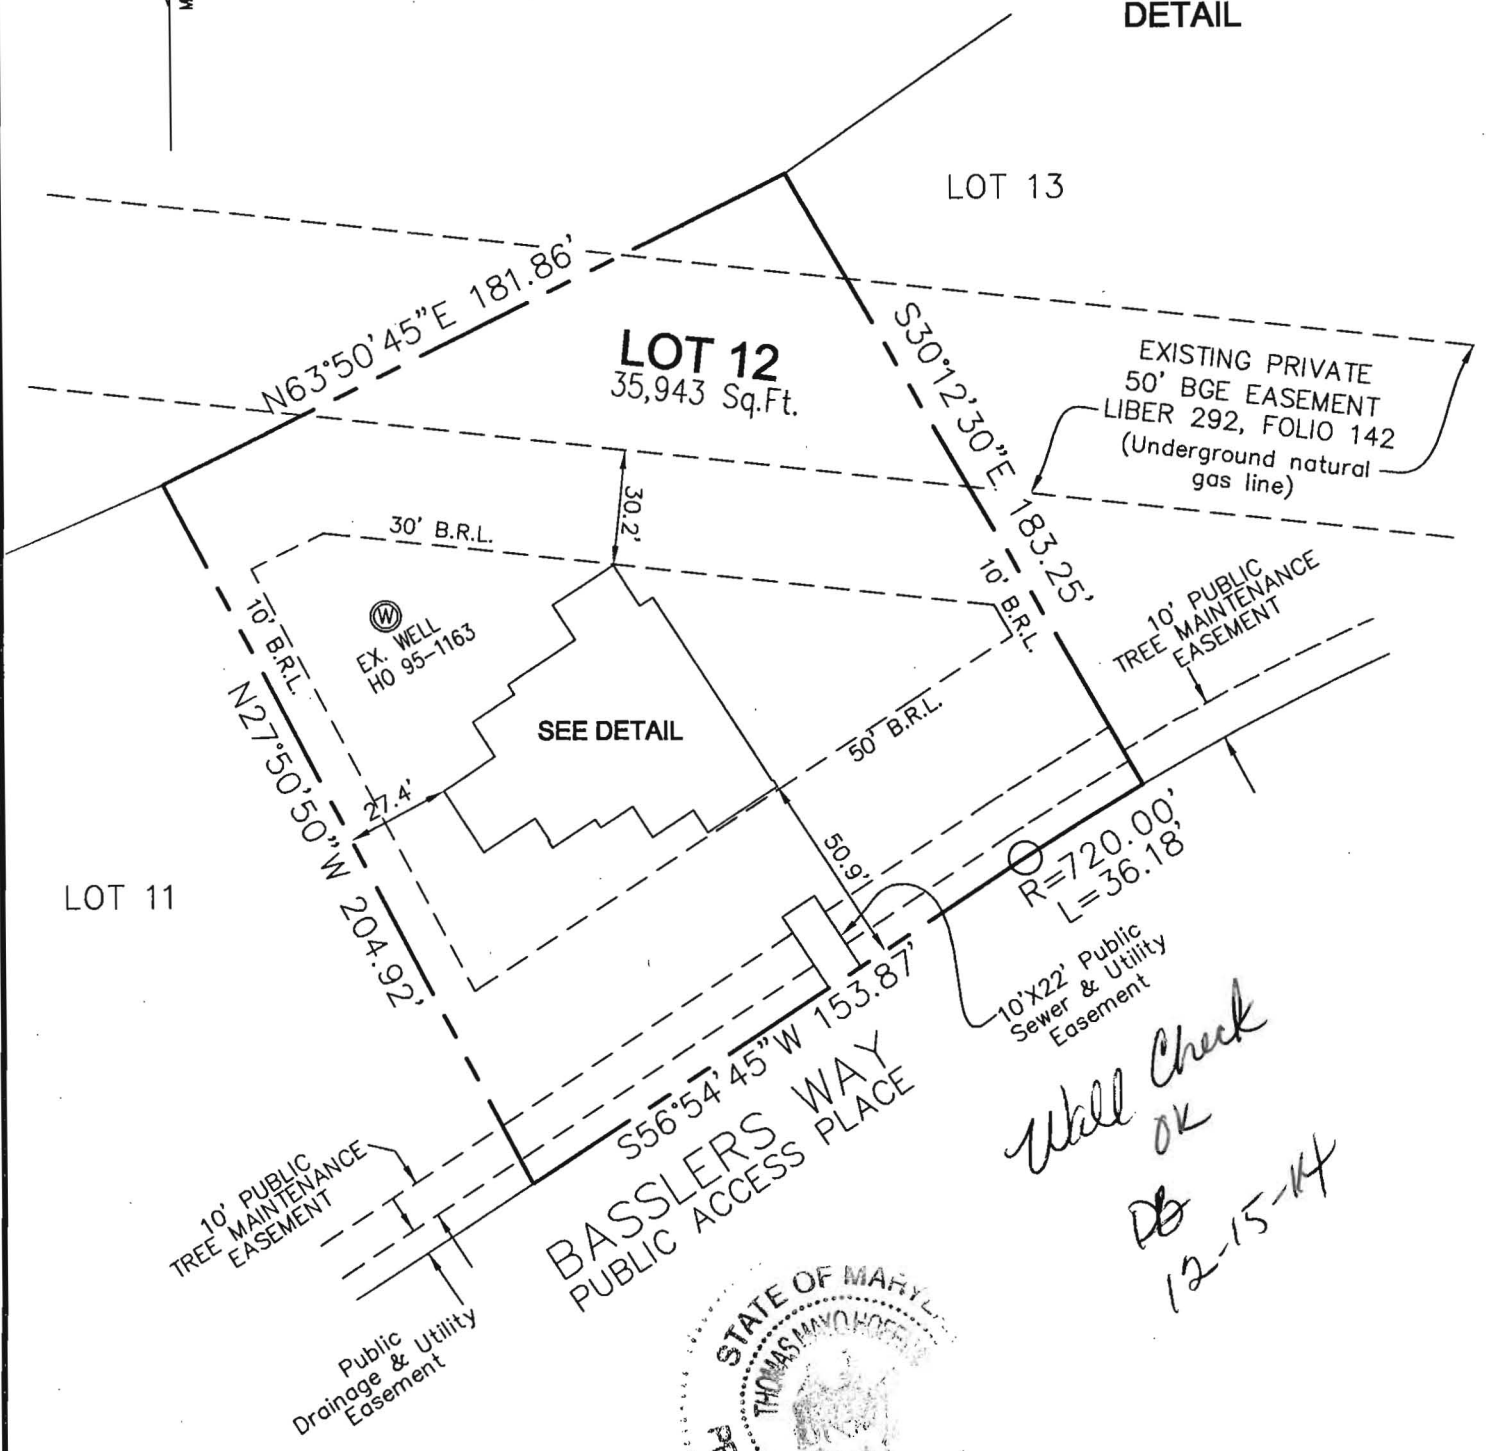 DETAIL
M
LOT 13
N63°50'45"E 181.86'
LOT 12
35,943 Sq.Ft.
S30°12'30"E 183.25'
EXISTING PRIVATE
50' BGE EASEMENT
LIBER 292, FOLIO 142
(Underground natural
gas line)
30.2'
30' B.R.L.
10' B.R.L.
10' B.R.L.
10' PUBLIC
TREE MAINTENANCE
EASEMENT
W
EX. WELL
HO 95-1163
SEE DETAIL
50' B.R.L.
N27°50'50"W 204.92'
27.4'
50.9'
R=720.00'
L=36.18'
LOT 11
10'X22' Public
Sewer & Utility
Easement
S56°54'45"W 153.87'
BASSLERS WAY
PUBLIC ACCESS PLACE
Wall Check
OK
DB
12-15-14
10' PUBLIC
TREE MAINTENANCE
EASEMENT
Public
Drainage & Utility
Easement
STATE OF MARYL
THOMAS MAYO HOFFMA